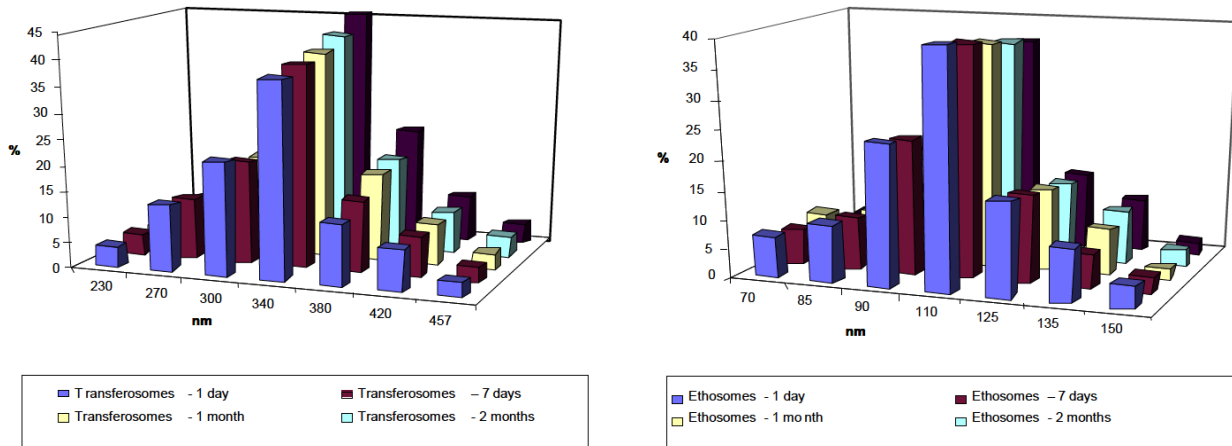 45
40
35
30
25
20
15
10
5
0
%
230 270 300 340 380 420 457
nm
T ransferosomes - 1 day Transferosomes – 7 days
Transferosomes - 1 month Transferosomes - 2 months
40
35
30
25
20
15
10
5
0
%
70 85 90 110 125 135 150
nm
Ethosomes - 1 day Ethosomes – 7 days
Ethosomes - 1 month Ethosomes - 2 months